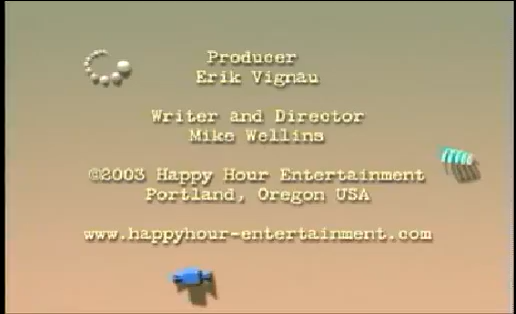 Producer
Erik Vignau
Writer and Director
Mike Wellins
©2003 Happy Hour Entertainment
Portland, Oregon USA
www.happyhour-entertainment.com